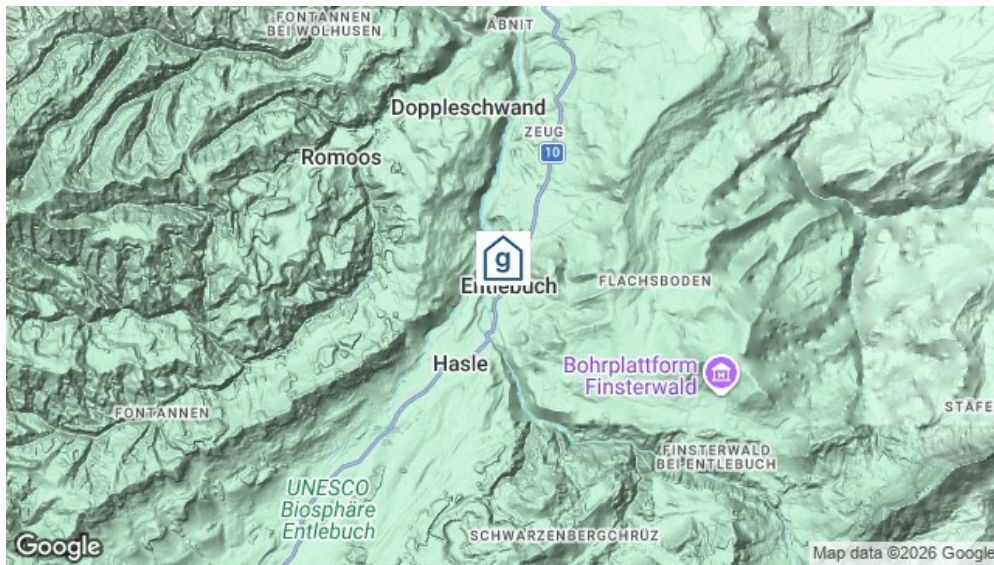 FONTANNEN
BEI WOLHUSEN
ABNIT
Doppleschwand
ZEUG
10
Romoos
g
Entlebuch
FLACHSBODEN
Hasle
Bohrplattform
Finsterwald
M
FONTANNEN
STÄFE
FINSTERWALD
BEI ENTLEBUCH
UNESCO
Biosphäre
Entlebuch
SCHWARZENBERGCHRÜZ
Google
Map data ©2026 Google